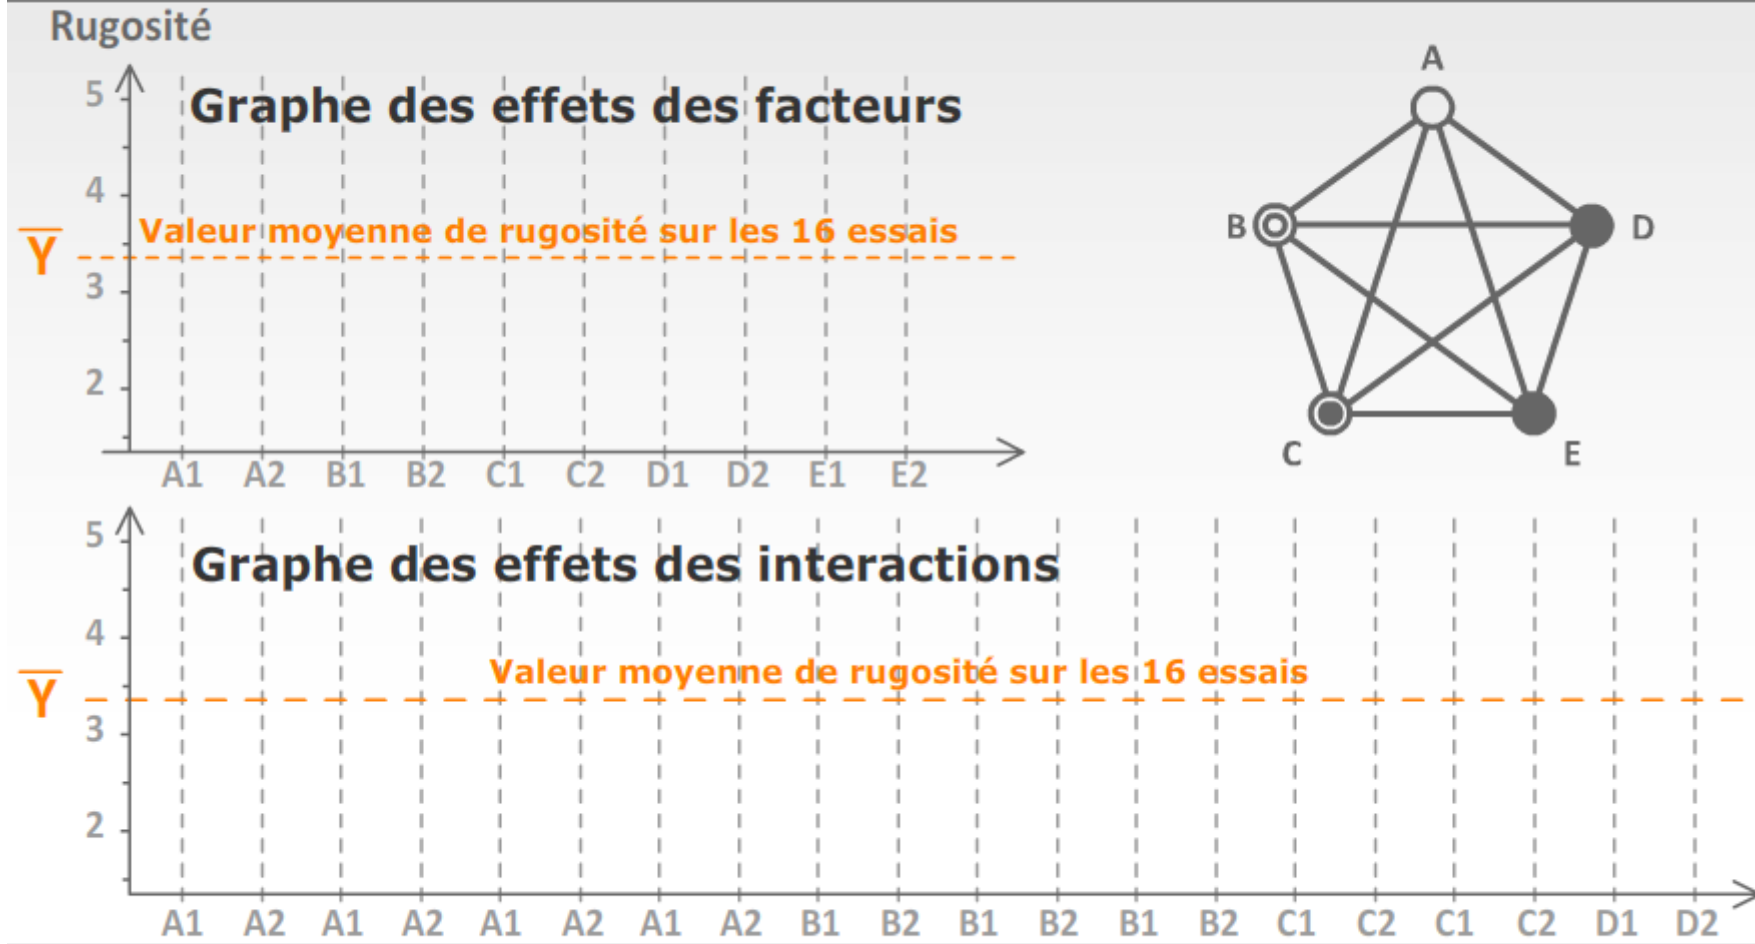 Rugosité
5
Graphe des effets des facteurs
4
Valeur moyenne de rugosité sur les 16 essais
Y
3
2
A1 A2 B1 B2 C1 C2 D1 D2 E1 E2
A
B
D
C
E
5
Graphe des effets des interactions
4
Valeur moyenne de rugosité sur les 16 essais
Y
3
2
A1 A2 A1 A2 A1 A2 A1 A2 B1 B2 B1 B2 B1 B2 C1 C2 C1 C2 D1 D2